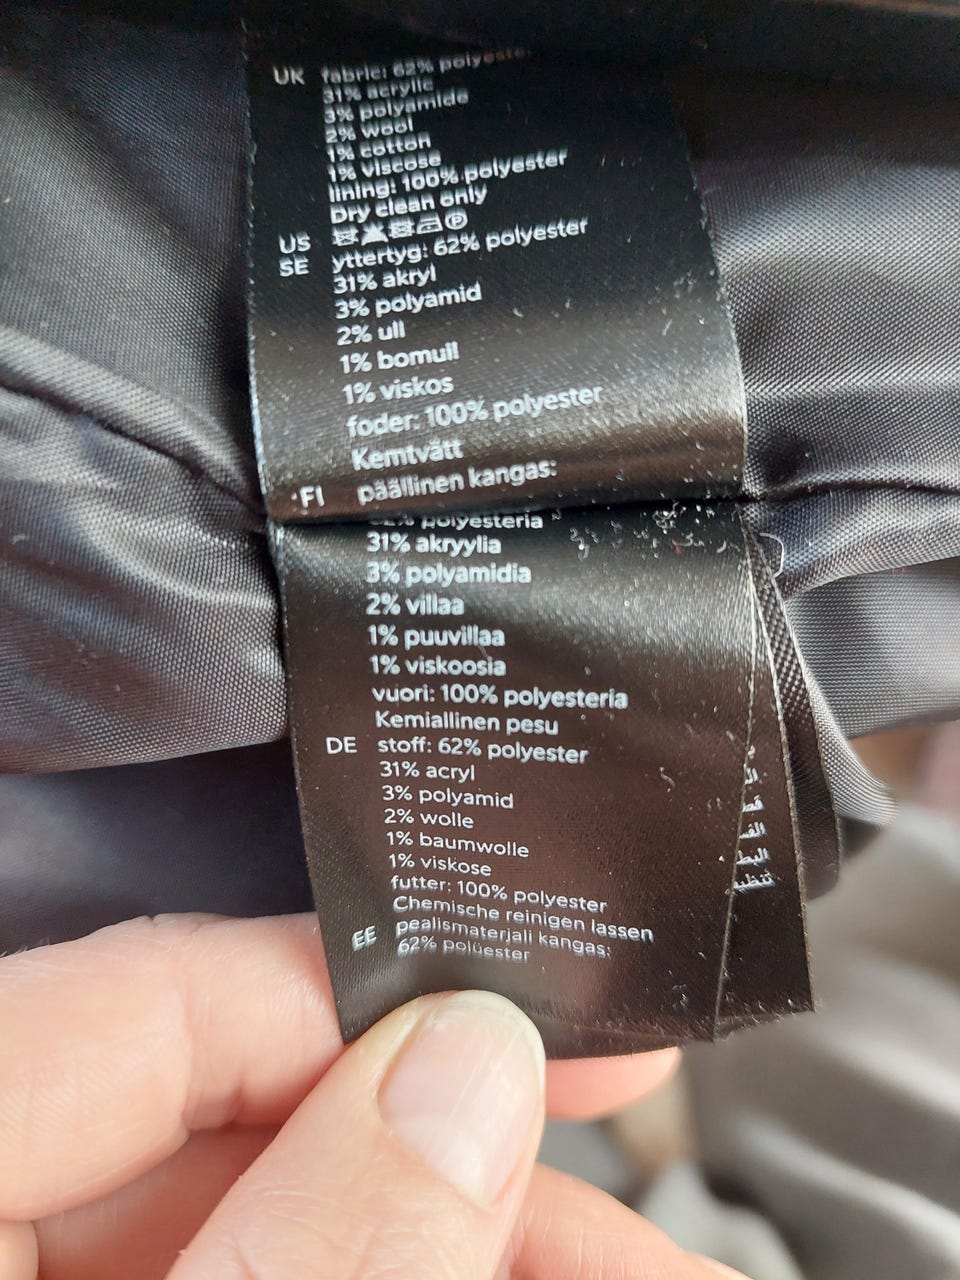 UK fabric: 62% polyester
31% acrylic
3% polyamide
2% wool
1% cotton
1% viscose
lining: 100% polyester
Dry clean only
US
SE yttertyg: 62% polyester
31% akryl
3% polyamid
2% ull
1% bomull
1% viskos
foder: 100% polyester
Kemtvätt
FI päällinen kangas:
62% polyesteria
31% akryylia
3% polyamidia
2% villaa
1% puuvillaa
1% viskoosia
vuori: 100% polyesteria
Kemiallinen pesu
DE stoff: 62% polyester
31% acryl
3% polyamid
2% wolle
1% baumwolle
1% viskose
futter: 100% polyester
Chemische reinigen lassen
EE pealismaterjali kangas:
62% polüester